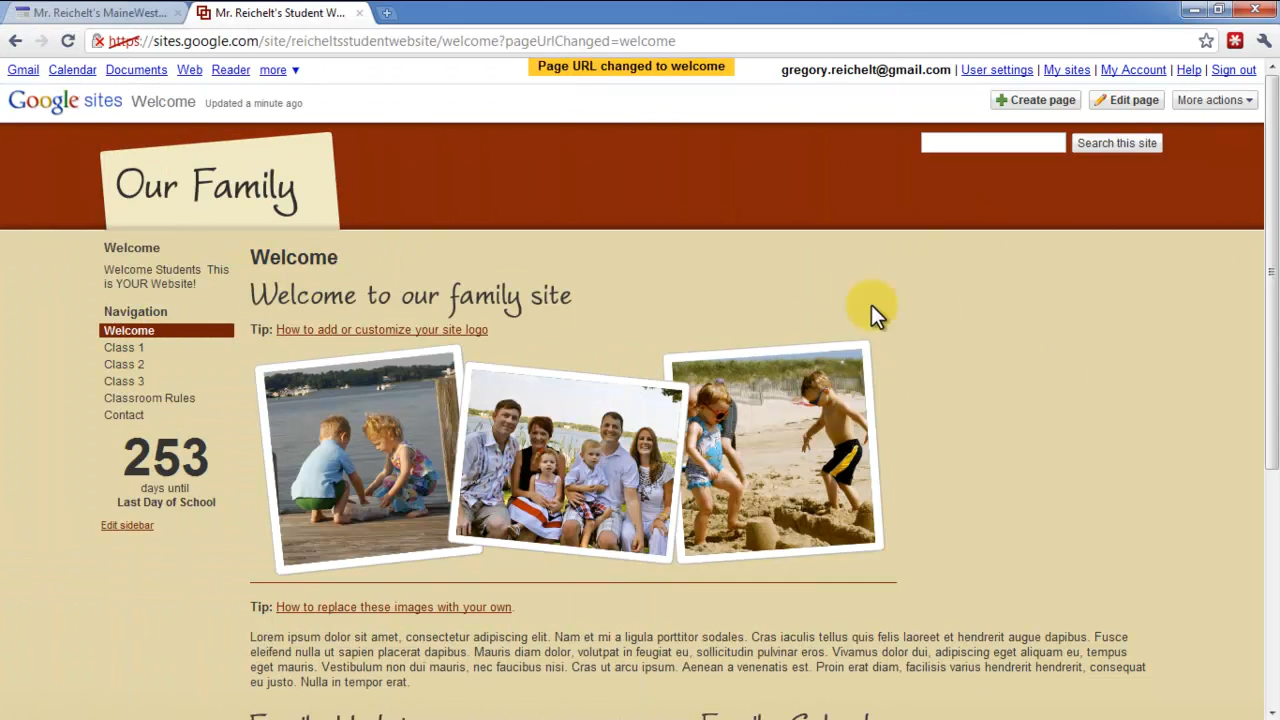 Mr. Reichelt's MaineWest...
Mr. Reichelt's Student W...
https://sites.google.com/site/reicheltsstudentwebsite/welcome?pageUrlChanged=welcome
Gmail Calendar Documents Web Reader more ▼
Page URL changed to welcome
gregory.reichelt@gmail.com | User settings | My sites | My Account | Help | Sign out
Google sites Welcome Updated a minute ago
Create page Edit page More actions
Search this site
Our Family
Welcome
Welcome Students This
is YOUR Website!
Navigation
Welcome
Class 1
Class 2
Class 3
Classroom Rules
Contact
253
days until
Last Day of School
Edit sidebar
Welcome
Welcome to our family site
Tip: How to add or customize your site logo
Tip: How to replace these images with your own.
Lorem ipsum dolor sit amet, consectetur adipiscing elit. Nam et mi a ligula porttitor sodales. Cras iaculis tellus quis felis laoreet et hendrerit augue dapibus. Fusce
eleifend nulla ut sapien placerat dapibus. Mauris diam dolor, volutpat in feugiat eu, sollicitudin pulvinar eros. Vivamus dolor dui, adipiscing eget aliquam eu, tempus
eget mauris. Vestibulum non dui mauris, nec faucibus nisi. Cras ut arcu ipsum. Aenean a venenatis est. Proin erat diam, facilisis varius hendrerit hendrerit, consequat
eu justo. Nulla in tempor erat.